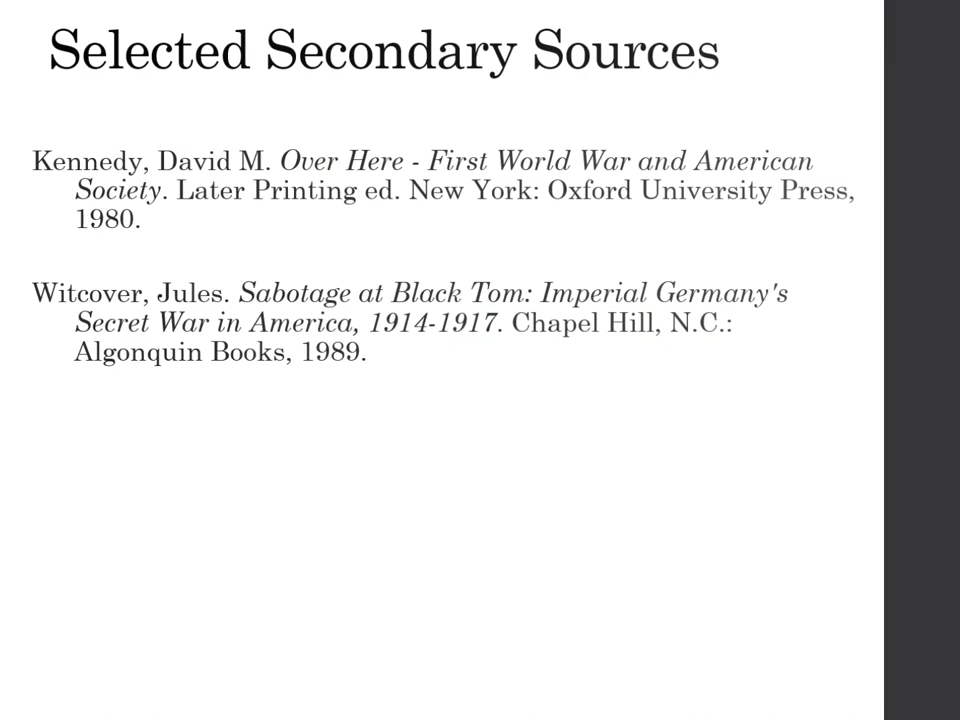 Selected Secondary Sources
Kennedy, David M. Over Here - First World War and American
Society. Later Printing ed. New York: Oxford University Press,
1980.
Witcover, Jules. Sabotage at Black Tom: Imperial Germany's
Secret War in America, 1914-1917. Chapel Hill, N.C.:
Algonquin Books, 1989.